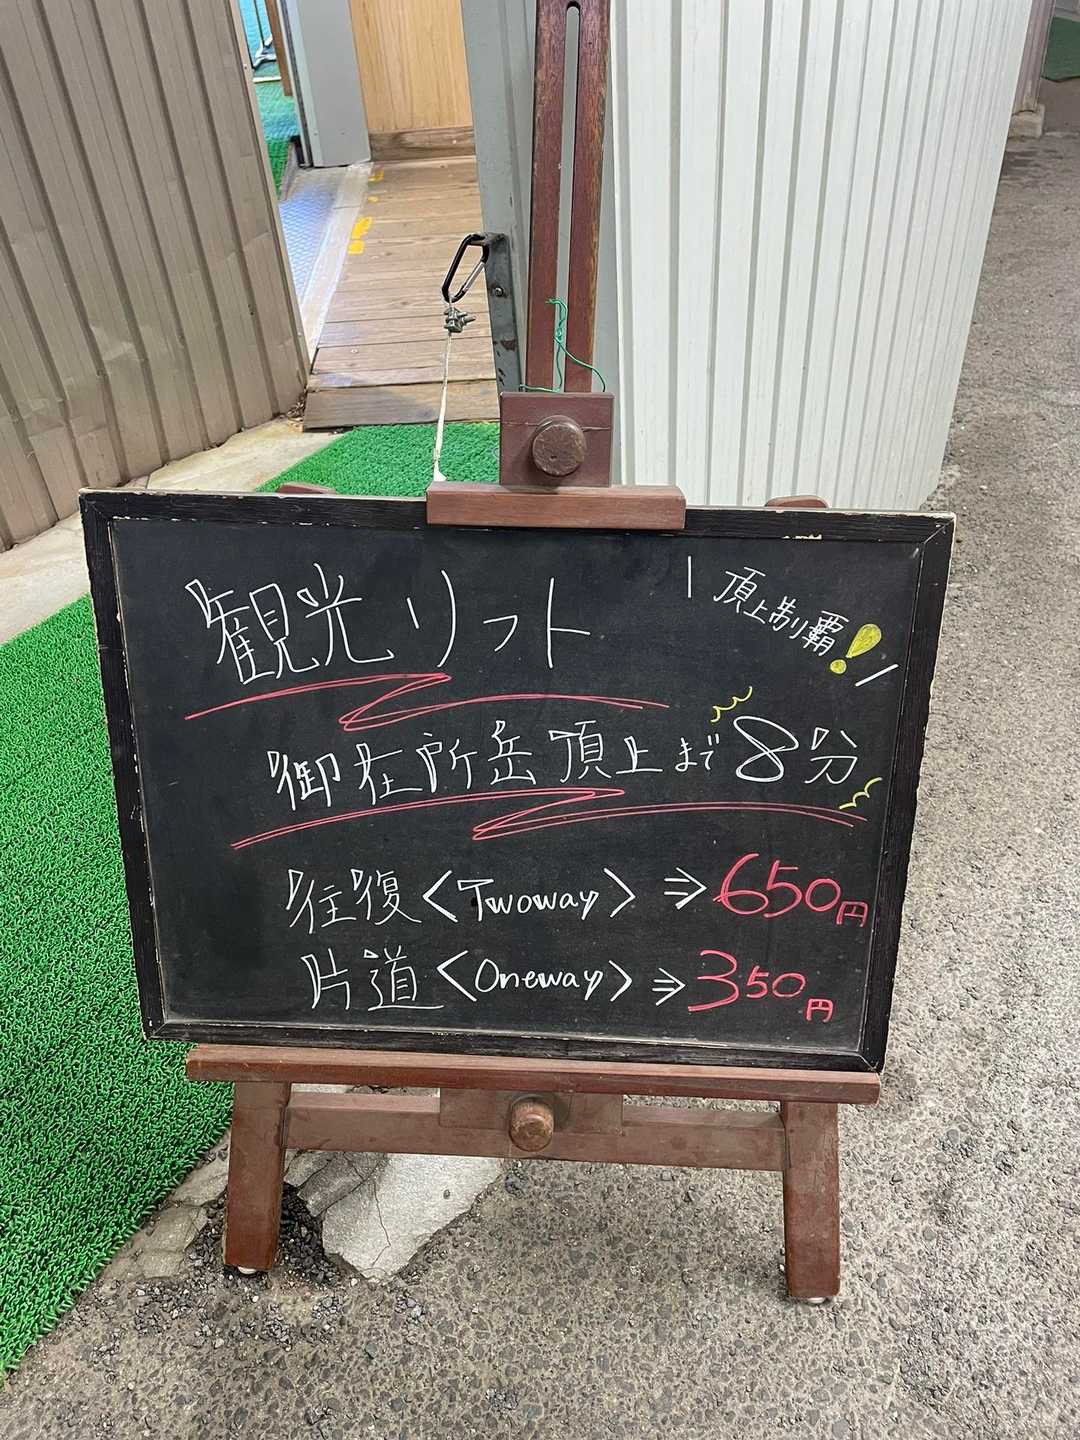 観光リフト
頂上制覇!
御在所岳頂上まで8分
往復〈Twoway〉⇒650円
片道〈Oneway〉⇒350円